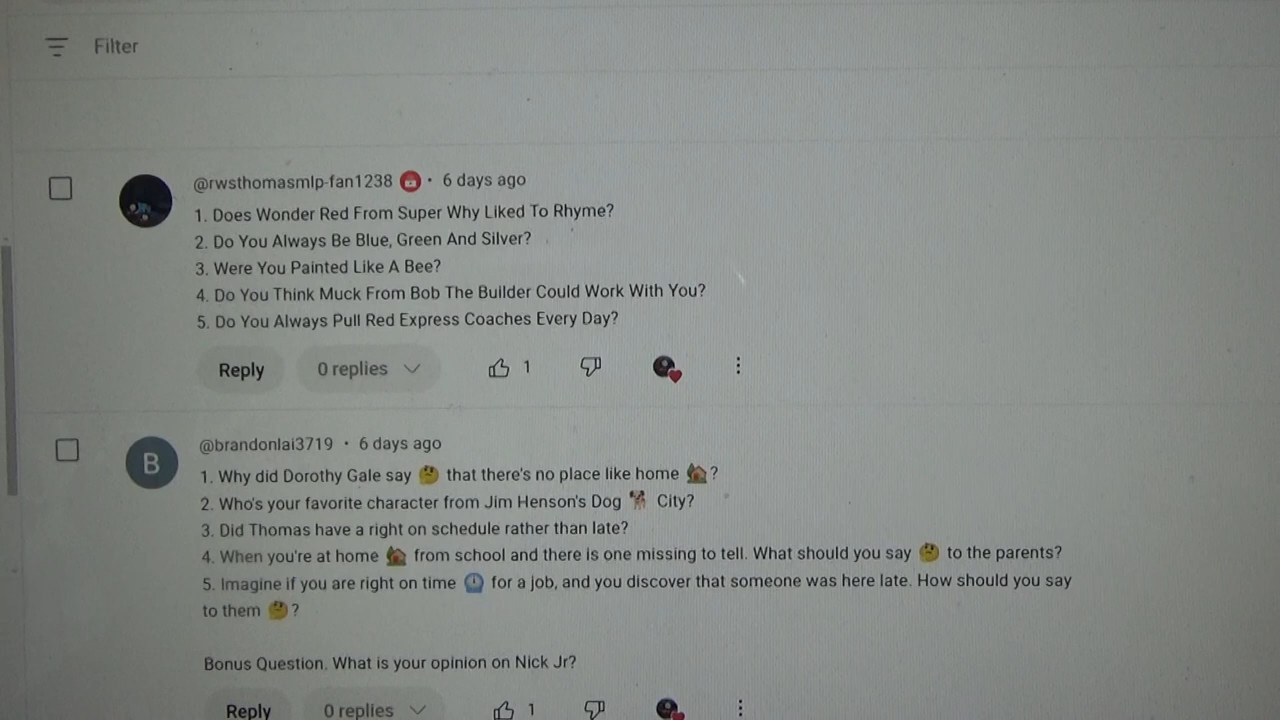 Filter
@rwsthomasmlp-fan1238 · 6 days ago
1. Does Wonder Red From Super Why Liked To Rhyme?
2. Do You Always Be Blue, Green And Silver?
3. Were You Painted Like A Bee?
4. Do You Think Muck From Bob The Builder Could Work With You?
5. Do You Always Pull Red Express Coaches Every Day?
Reply 0 replies 1
B
@brandonlai3719 · 6 days ago
1. Why did Dorothy Gale say 🤔 that there's no place like home 🏡?
2. Who's your favorite character from Jim Henson's Dog 🐕 City?
3. Did Thomas have a right on schedule rather than late?
4. When you're at home 🏡 from school and there is one missing to tell. What should you say 🤔 to the parents?
5. Imagine if you are right on time ⏲ for a job, and you discover that someone was here late. How should you say
to them 🤔?
Bonus Question. What is your opinion on Nick Jr?
Reply 0 replies 1